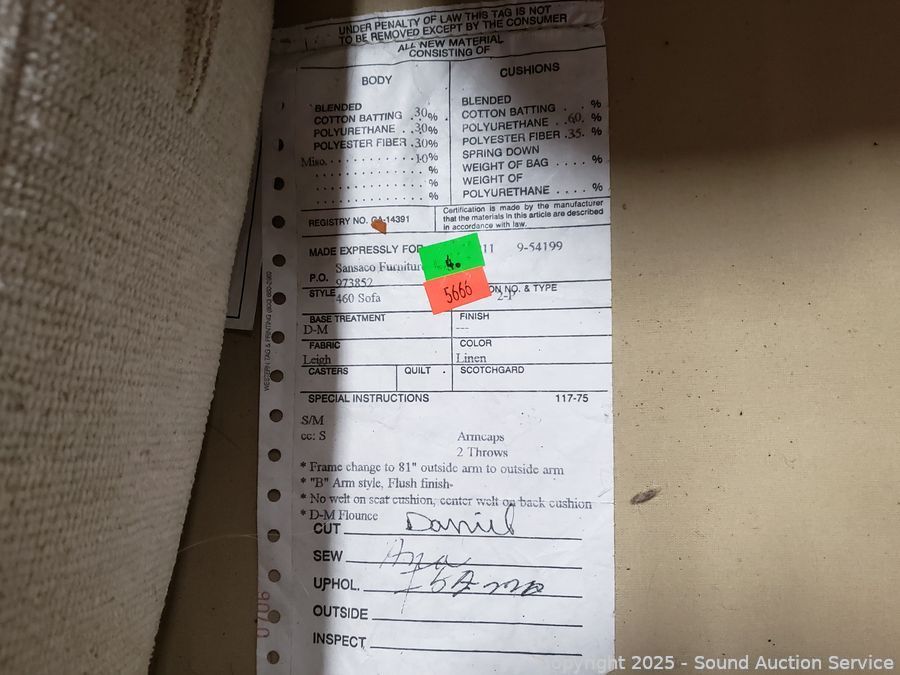 UNDER PENALTY OF LAW THIS TAG IS NOT
TO BE REMOVED EXCEPT BY THE CONSUMER
ALL NEW MATERIAL
CONSISTING OF
BODY
BLENDED
COTTON BATTING . 30%
POLYURETHANE . . 30%
POLYESTER FIBER . 30%
Misc. . . . . . . . . . . . 10%
. . . . . . . . . . . . %
. . . . . . . . . . . . %
. . . . . . . . . . . . %
CUSHIONS
BLENDED
COTTON BATTING . . . %
POLYURETHANE . . 60. %
POLYESTER FIBER . 35. %
SPRING DOWN
WEIGHT OF BAG . . . . %
WEIGHT OF
POLYURETHANE . . . . %
REGISTRY NO. CA-14391
Certification is made by the manufacturer
that the materials in this article are described
in accordance with law.
MADE EXPRESSLY FOR 11 9-54199
Sansaco Furniture
P.O. 973852
4.
5666
STYLE 460 Sofa
ON NO. & TYPE
2-P
BASE TREATMENT
D-M
FINISH
---
FABRIC
Leigh
COLOR
Linen
CASTERS
QUILT .
SCOTCHGARD
SPECIAL INSTRUCTIONS 117-75
S/M
cc: S
Armcaps
2 Throws
* Frame change to 81" outside arm to outside arm
* "B" Arm style, Flush finish-
* No welt on seat cushion, center welt on back cushion
* D-M Flounce
CUT Daniel
SEW Ana
UPHOL.
OUTSIDE
INSPECT
WESTERN TAG & PRINTING
0706
Copyright 2025 - Sound Auction Service